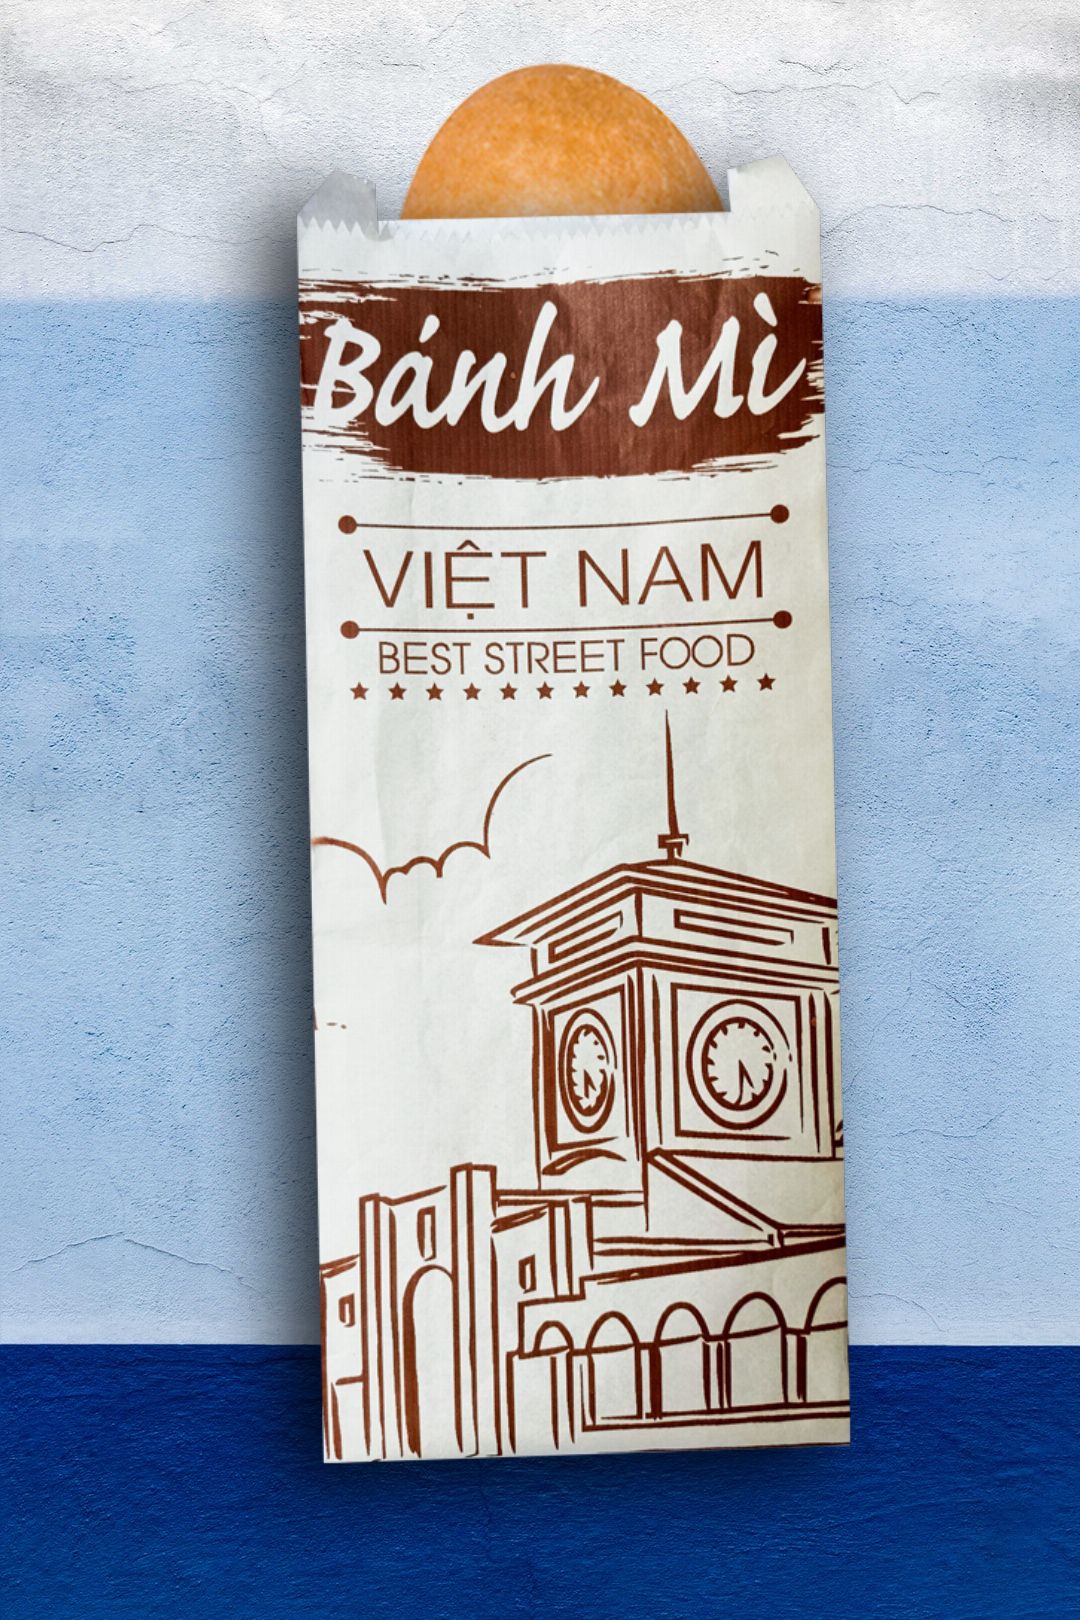 Bánh Mì
VIỆT NAM
BEST STREET FOOD